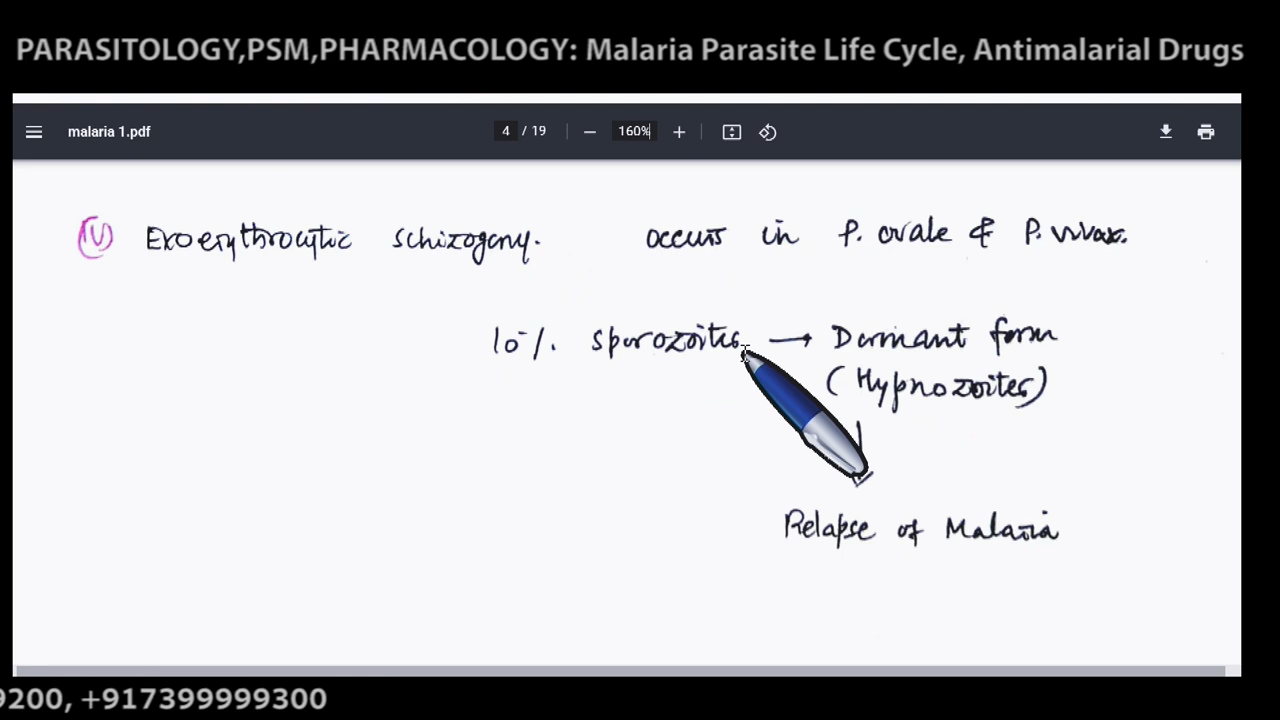 PARASITOLOGY,PSM,PHARMACOLOGY: Malaria Parasite Life Cycle, Antimalarial Drugs
malaria 1.pdf
4 / 19
160%
(IV) Exoerythrocytic schizogony. occurs in P. ovale & P. vivax.
10%. sporozoites → Dormant form
(Hypnozoites)
Relapse of Malaria
9200, +917399999300